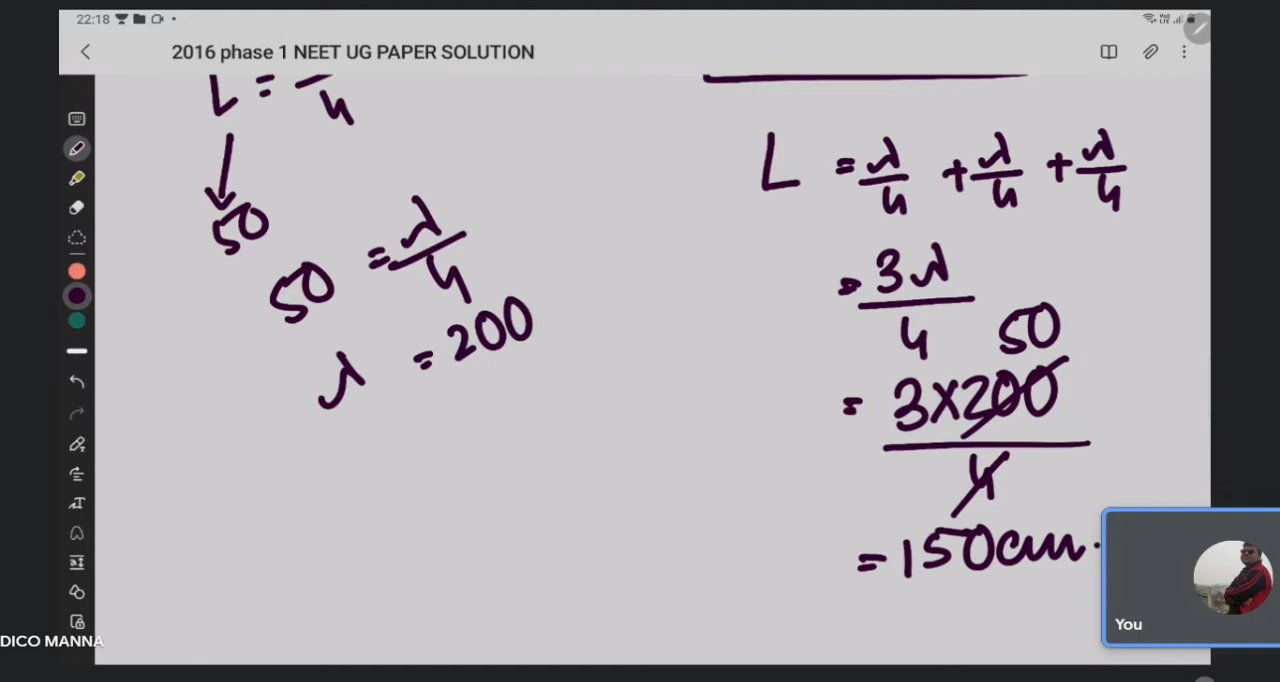 22:18
2016 phase 1 NEET UG PAPER SOLUTION
L = /4
50
50 = λ/4
λ = 200
L = λ/4 + λ/4 + λ/4
= 3λ/4
50
= 3×200/4
= 150cm.
You
DICO MANNA